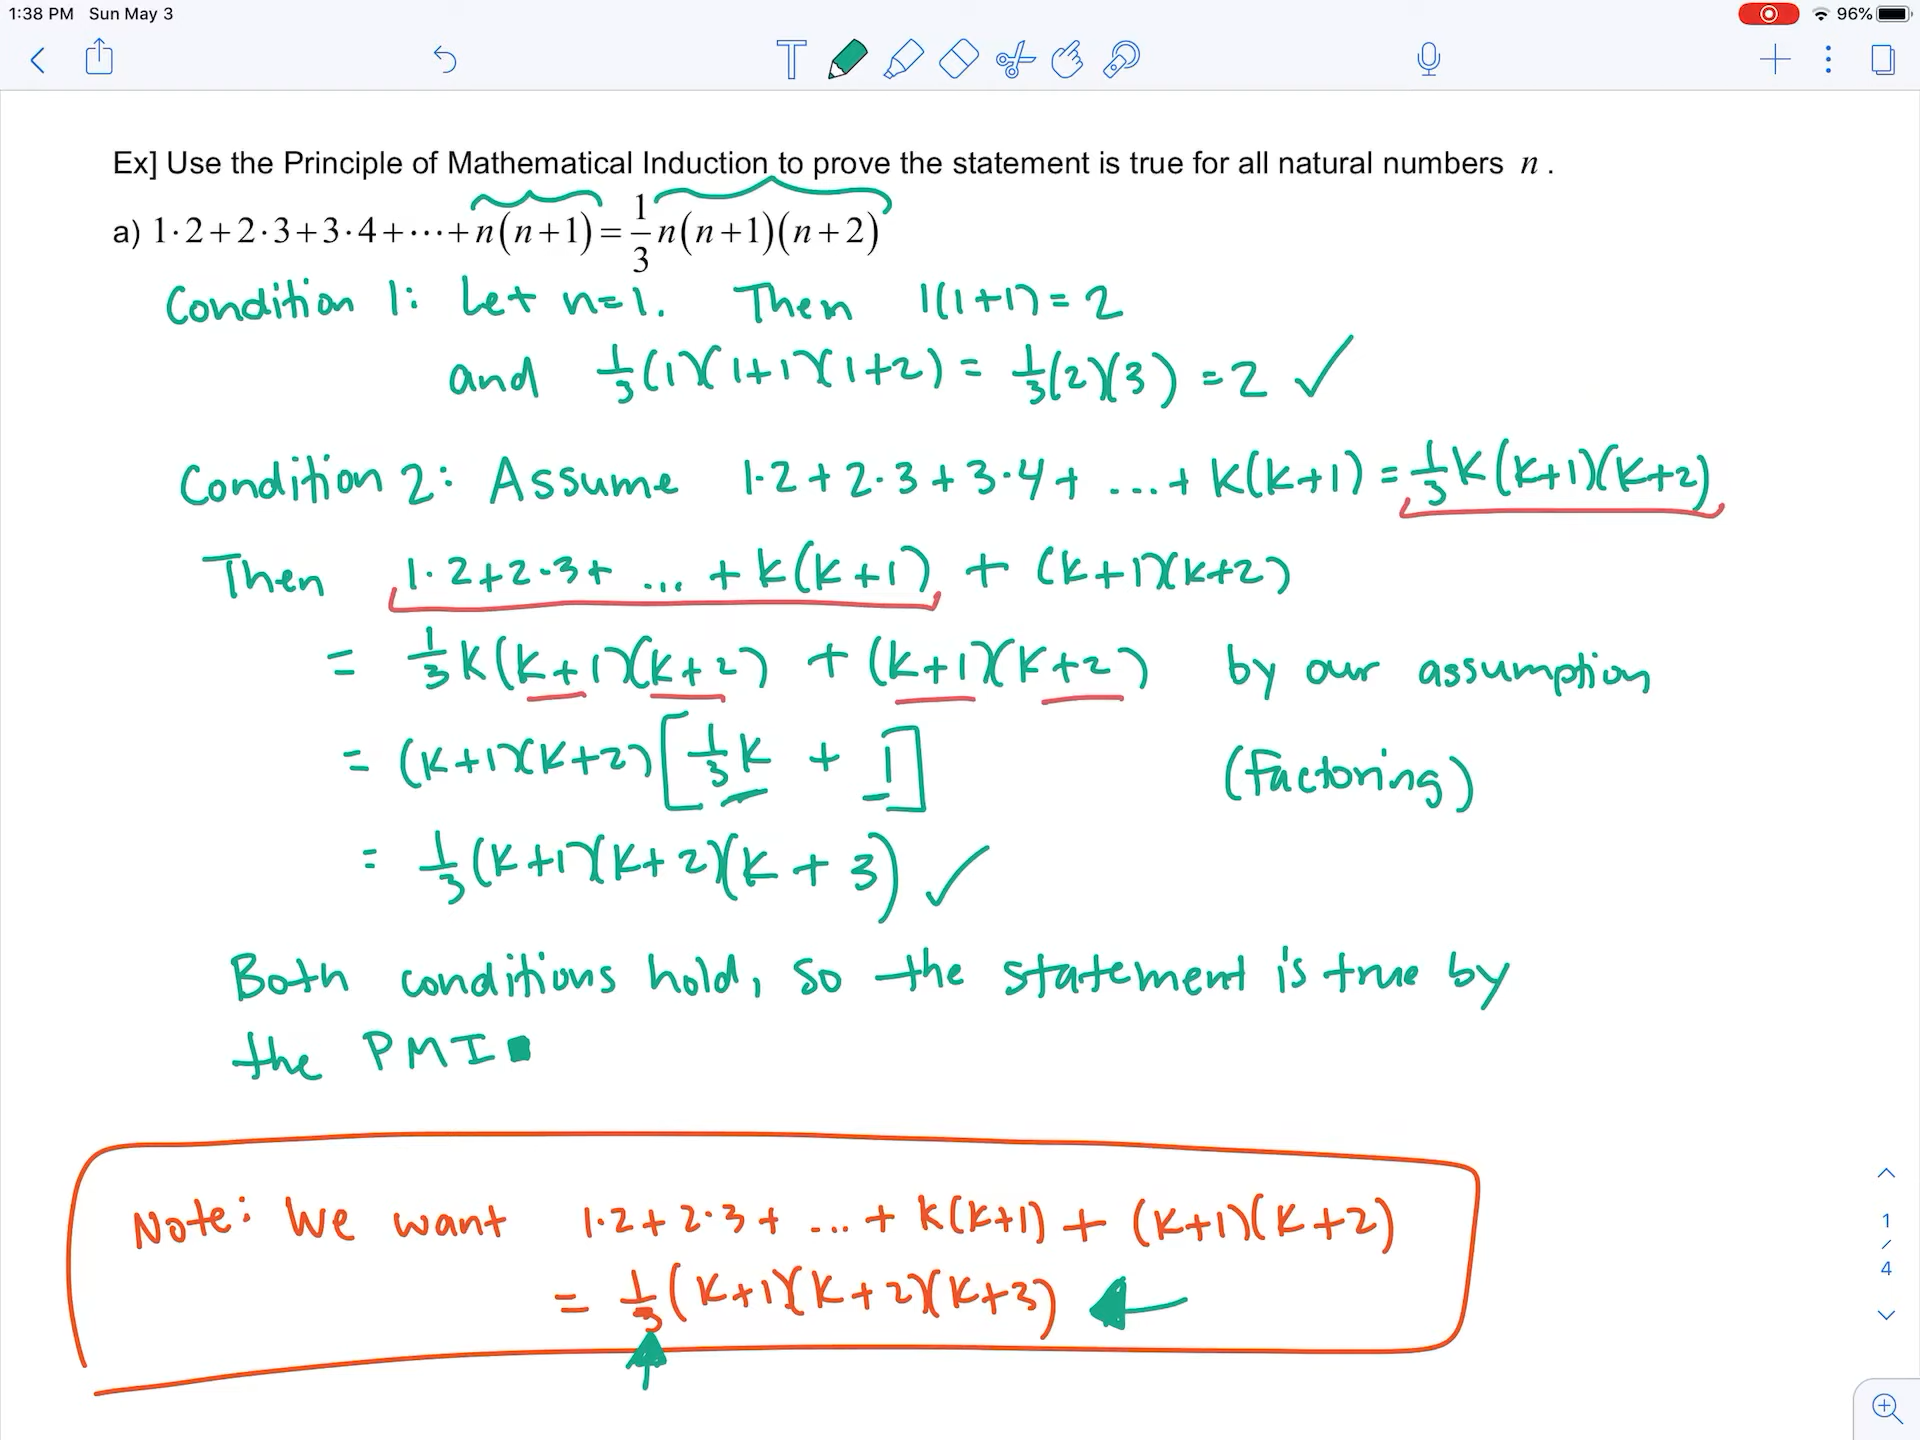 1:38 PM Sun May 3 96%
Ex] Use the Principle of Mathematical Induction to prove the statement is true for all natural numbers n .
a) 1·2+2·3+3·4+⋯+n(n+1)=1/3 n(n+1)(n+2)
Condition 1: Let n=1. Then 1(1+1)=2
and 1/3(1)(1+1)(1+2) = 1/3(2)(3) =2 ✓
Condition 2: Assume 1·2+2·3+3·4+ ...+ k(k+1) = 1/3 k(k+1)(k+2)
Then 1·2+2·3+ ... +k(k+1) + (k+1)(k+2)
= 1/3 k(k+1)(k+2) +(k+1)(k+2) by our assumption
= (k+1)(k+2)[1/3 k + 1] (factoring)
= 1/3 (k+1)(k+2)(k+3) ✓
Both conditions hold, so the statement is true by
the PMI ■
Note: We want 1·2+2·3+ ...+ k(k+1) + (k+1)(k+2)
= 1/3 (k+1)(k+2)(k+3)
1
/
4